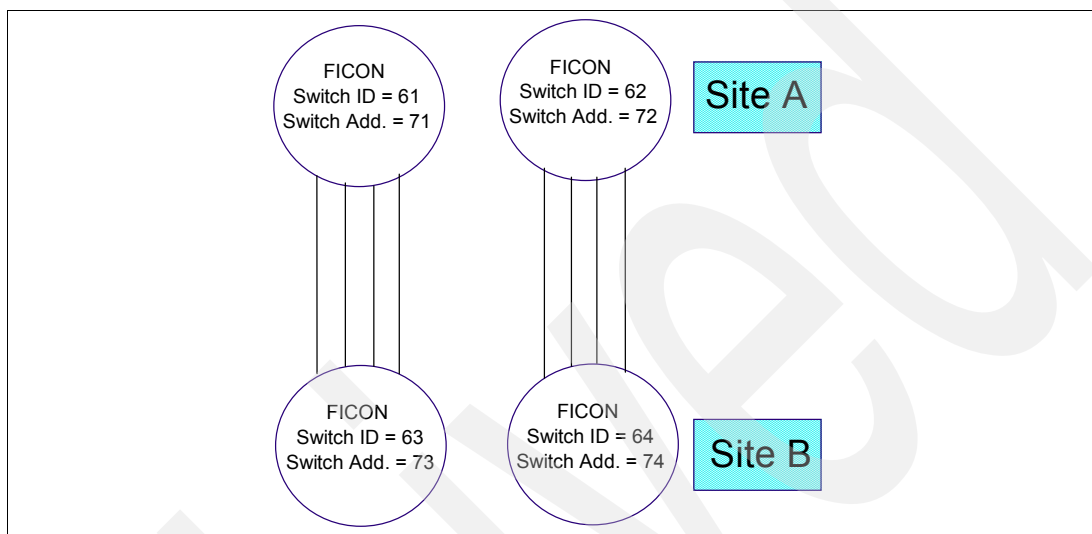 FICON
Switch ID = 61
Switch Add. = 71
FICON
Switch ID = 62
Switch Add. = 72
Site A
FICON
Switch ID = 63
Switch Add. = 73
FICON
Switch ID = 64
Switch Add. = 74
Site B